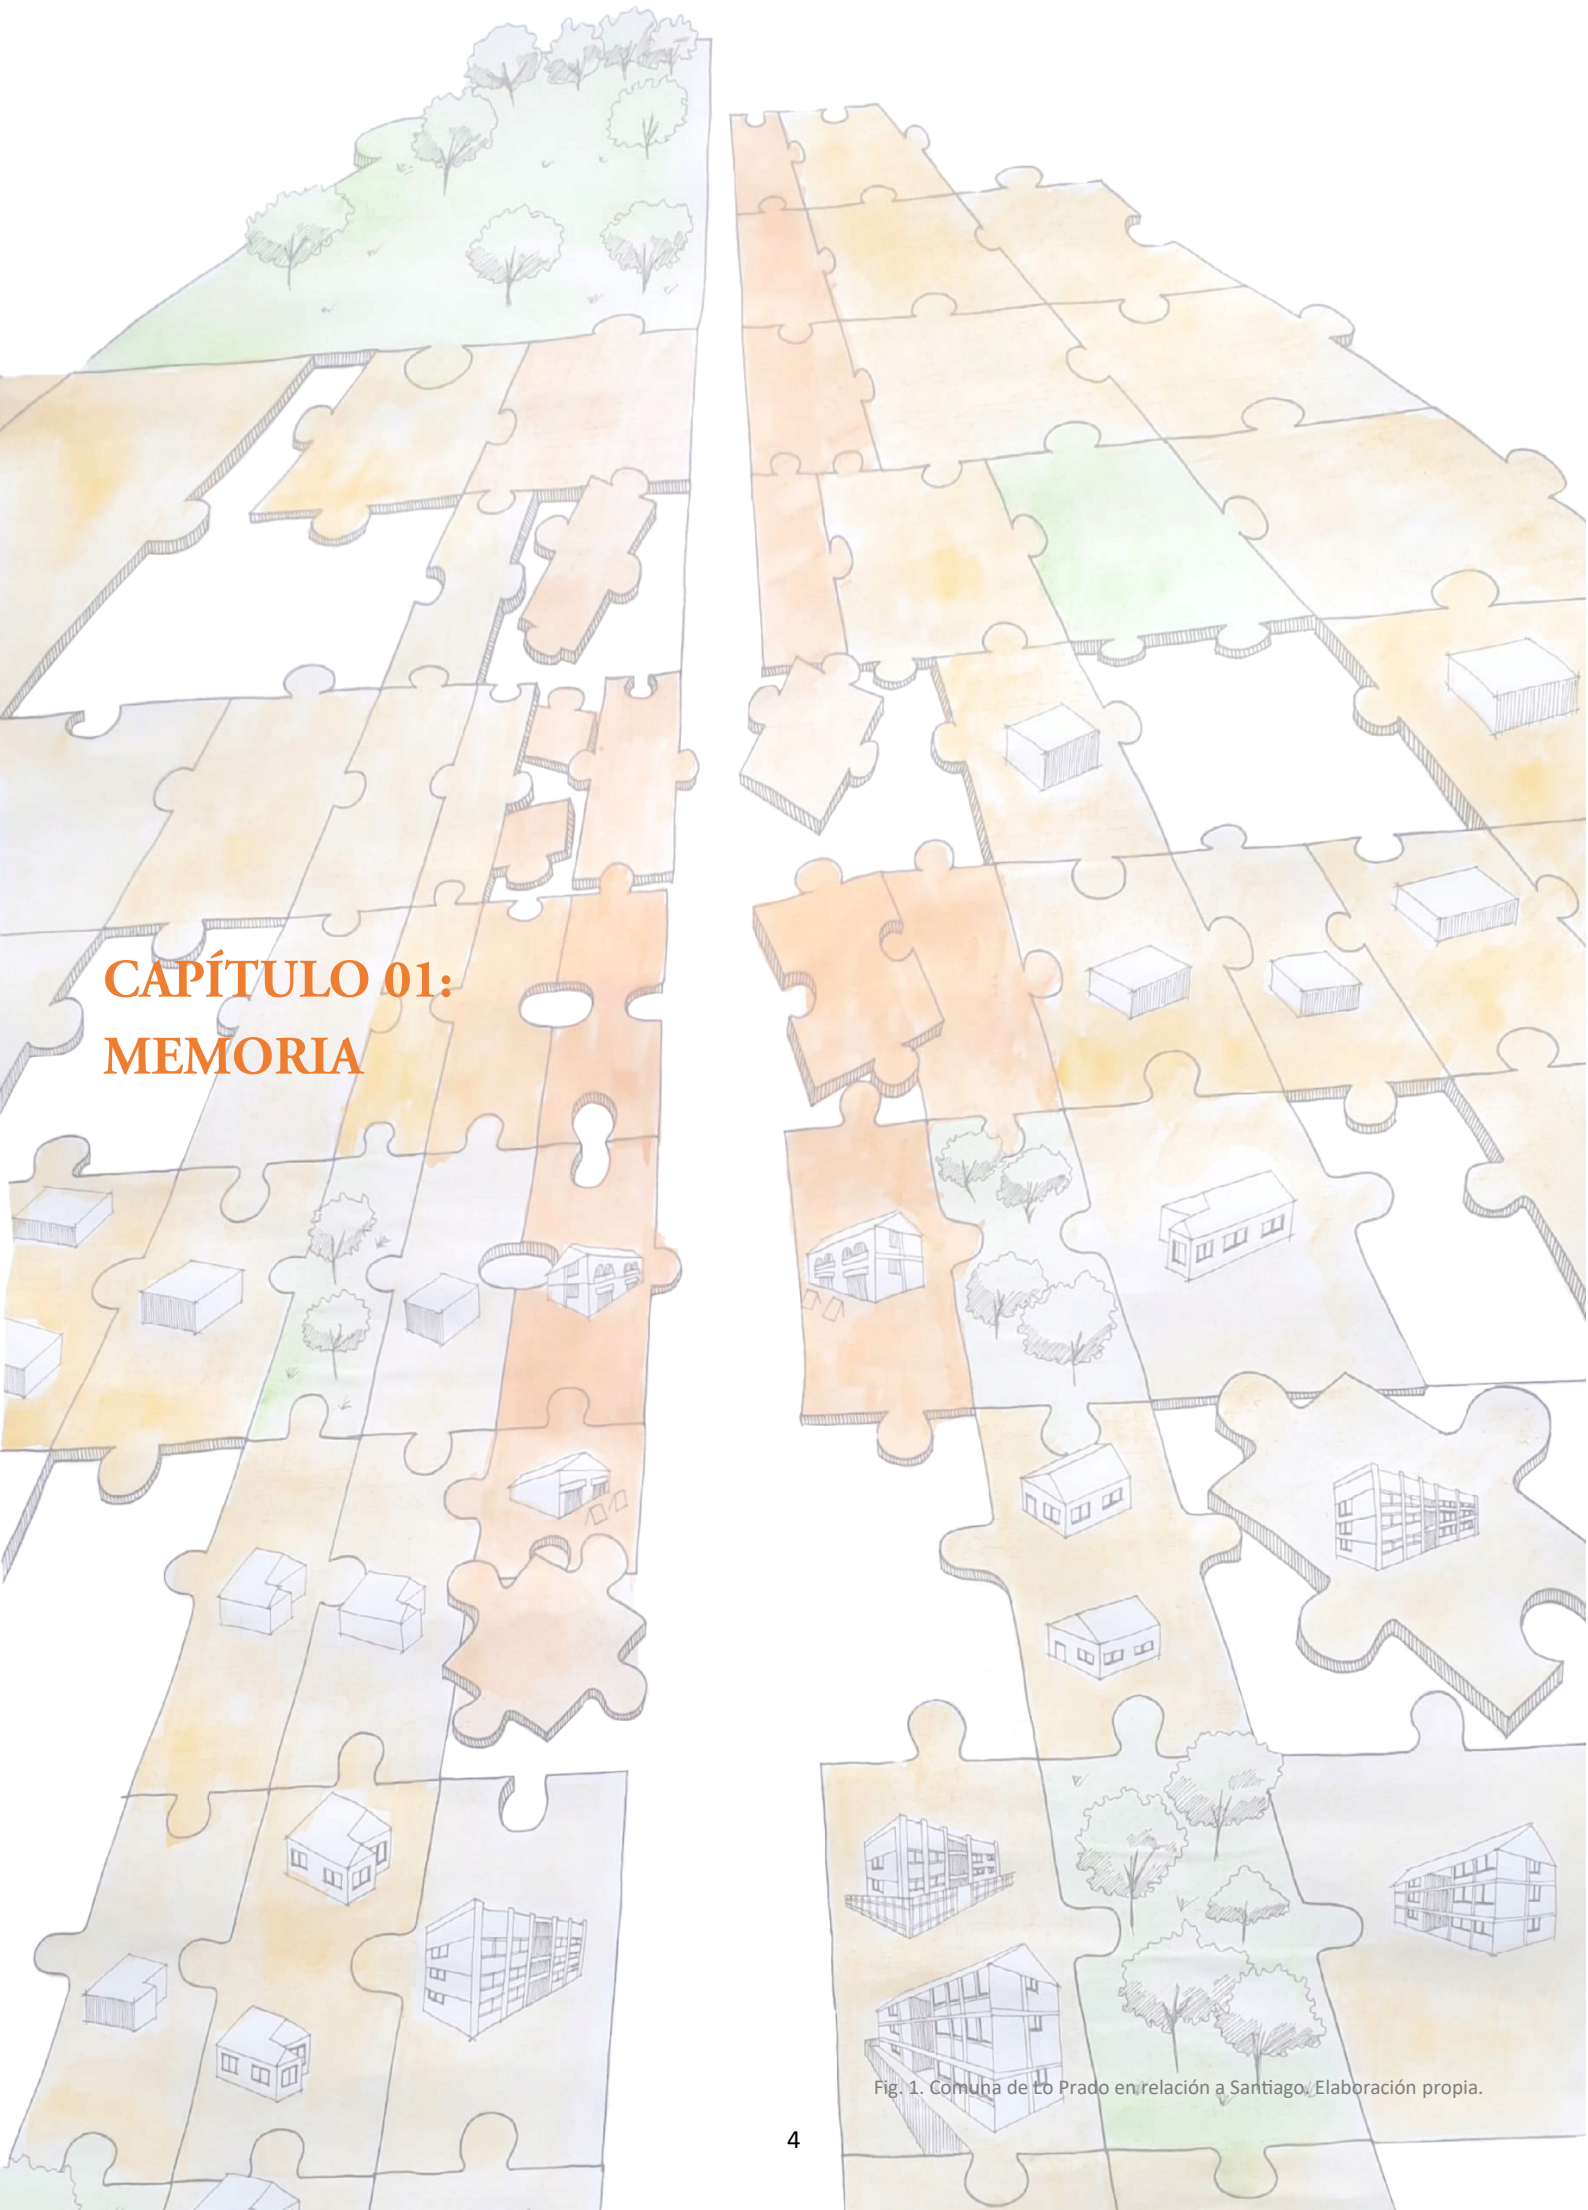 CAPÍTULO 01:
MEMORIA
Fig. 1. Comuna de Lo Prado en relación a Santiago. Elaboración propia.
4